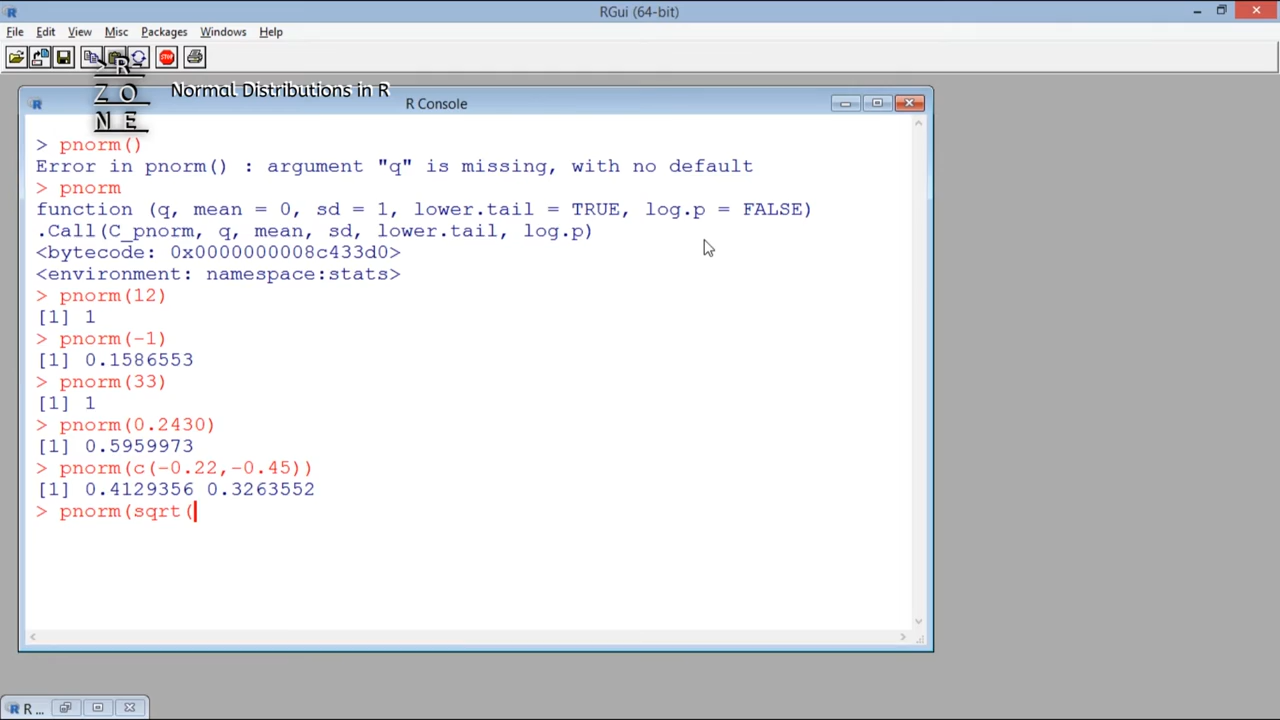 RGui (64-bit)
File Edit View Misc Packages Windows Help
STOP
> R
Z O
N E
Normal Distributions in R
R Console
> pnorm()
Error in pnorm() : argument "q" is missing, with no default
> pnorm
function (q, mean = 0, sd = 1, lower.tail = TRUE, log.p = FALSE)
.Call(C_pnorm, q, mean, sd, lower.tail, log.p)
<bytecode: 0x0000000008c433d0>
<environment: namespace:stats>
> pnorm(12)
[1] 1
> pnorm(-1)
[1] 0.1586553
> pnorm(33)
[1] 1
> pnorm(0.2430)
[1] 0.5959973
> pnorm(c(-0.22,-0.45))
[1] 0.4129356 0.3263552
> pnorm(sqrt(
R ...